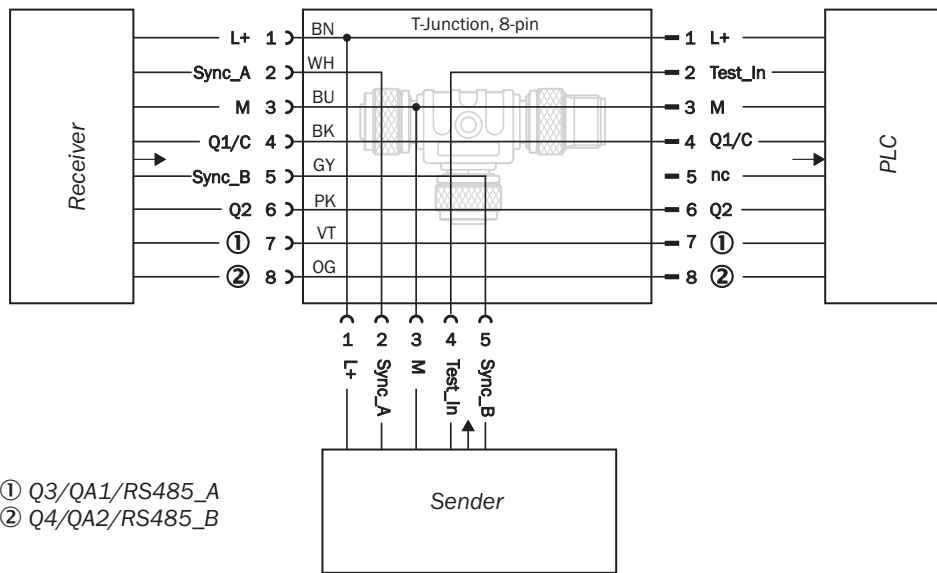 T-Junction, 8-pin
Receiver
L+ 1 BN 1 L+
Sync_A 2 WH 2 Test_In
M 3 BU 3 M
Q1/C 4 BK 4 Q1/C
Sync_B 5 GY 5 nc
Q2 6 PK 6 Q2
① 7 VT 7 ①
② 8 OG 8 ②
PLC
1 2 3 4 5
L+ Sync_A M Test_In Sync_B
Sender
① Q3/QA1/RS485_A
② Q4/QA2/RS485_B